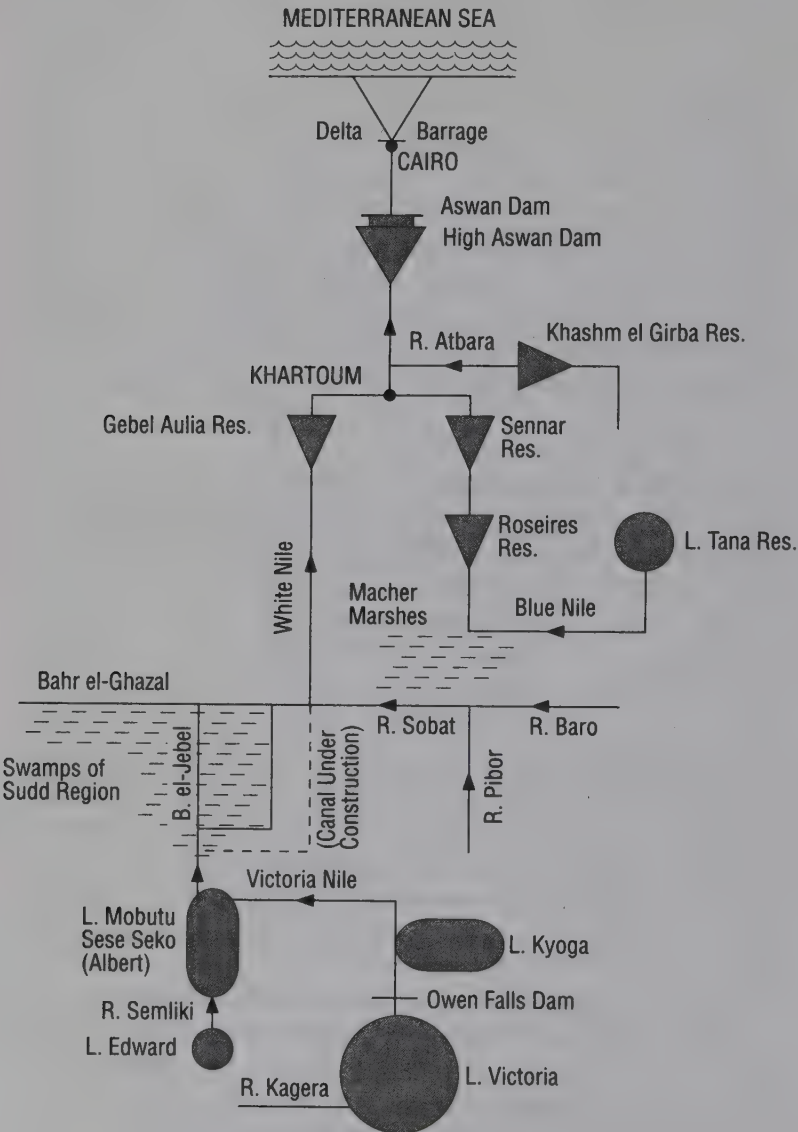 MEDITERRANEAN SEA
Delta Barrage
CAIRO
Aswan Dam
High Aswan Dam
R. Atbara
Khashm el Girba Res.
KHARTOUM
Gebel Aulia Res.
Sennar
Res.
Roseires
Res.
L. Tana Res.
White Nile
Macher
Marshes
Blue Nile
Bahr el-Ghazal
R. Sobat
R. Baro
Swamps of
Sudd Region
B. el-Jebel
(Canal Under
Construction)
R. Pibor
Victoria Nile
L. Mobutu
Sese Seko
(Albert)
L. Kyoga
R. Semliki
Owen Falls Dam
L. Edward
L. Victoria
R. Kagera